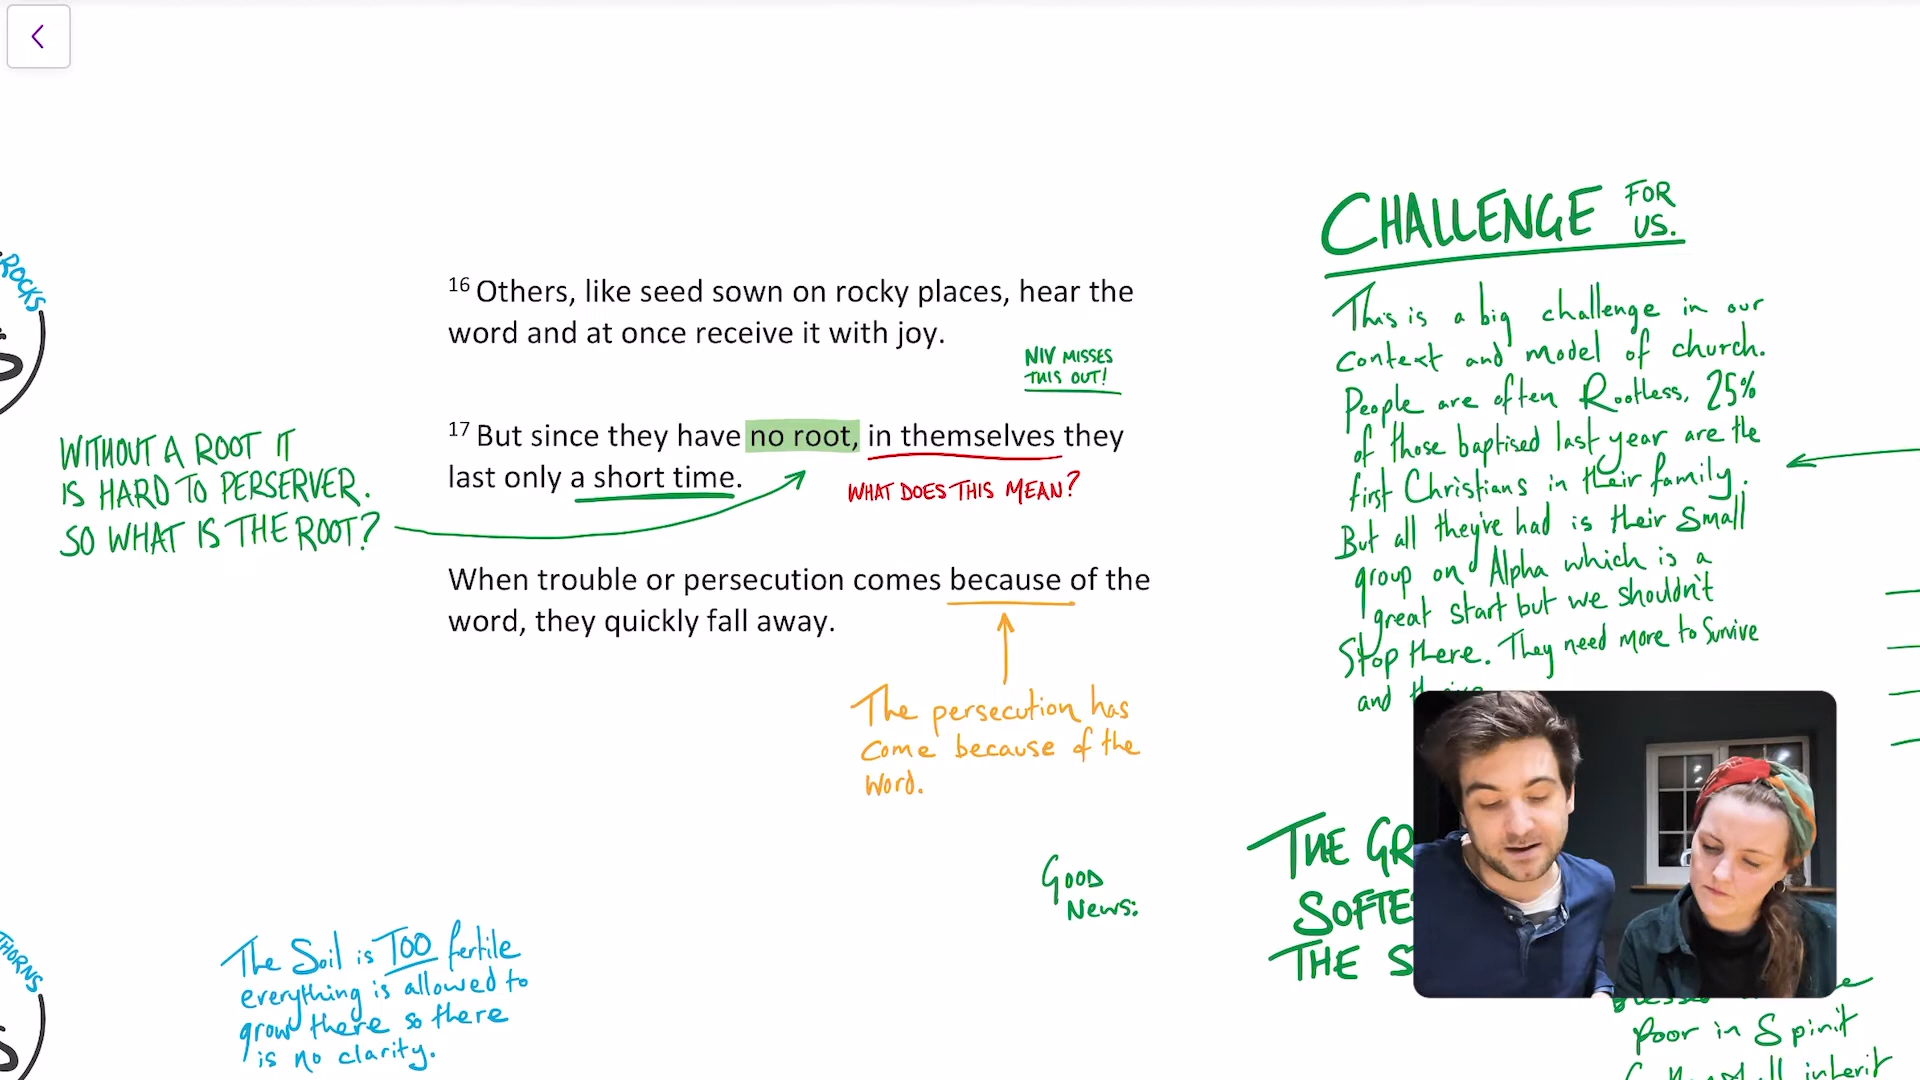 ROCKS
CHALLENGE FOR US.
16 Others, like seed sown on rocky places, hear the
word and at once receive it with joy.
NIV MISSES
THIS OUT!
17 But since they have no root, in themselves they
last only a short time.
WHAT DOES THIS MEAN?
WITHOUT A ROOT IT
IS HARD TO PERSERVER.
SO WHAT IS THE ROOT?
When trouble or persecution comes because of the
word, they quickly fall away.
The persecution has
come because of the
word.
This is a big challenge in our
context and model of church.
People are often Rootless. 25%
of those baptised last year are the
first Christians in their family.
But all they've had is their small
group on Alpha which is a
great start but we shouldn't
stop there. They need more to survive
and
GOOD
NEWS:
THE
THE
THORNS
The Soil is TOO fertile
everything is allowed to
grow there so there
is no clarity.
Poor in Spirit
inherit